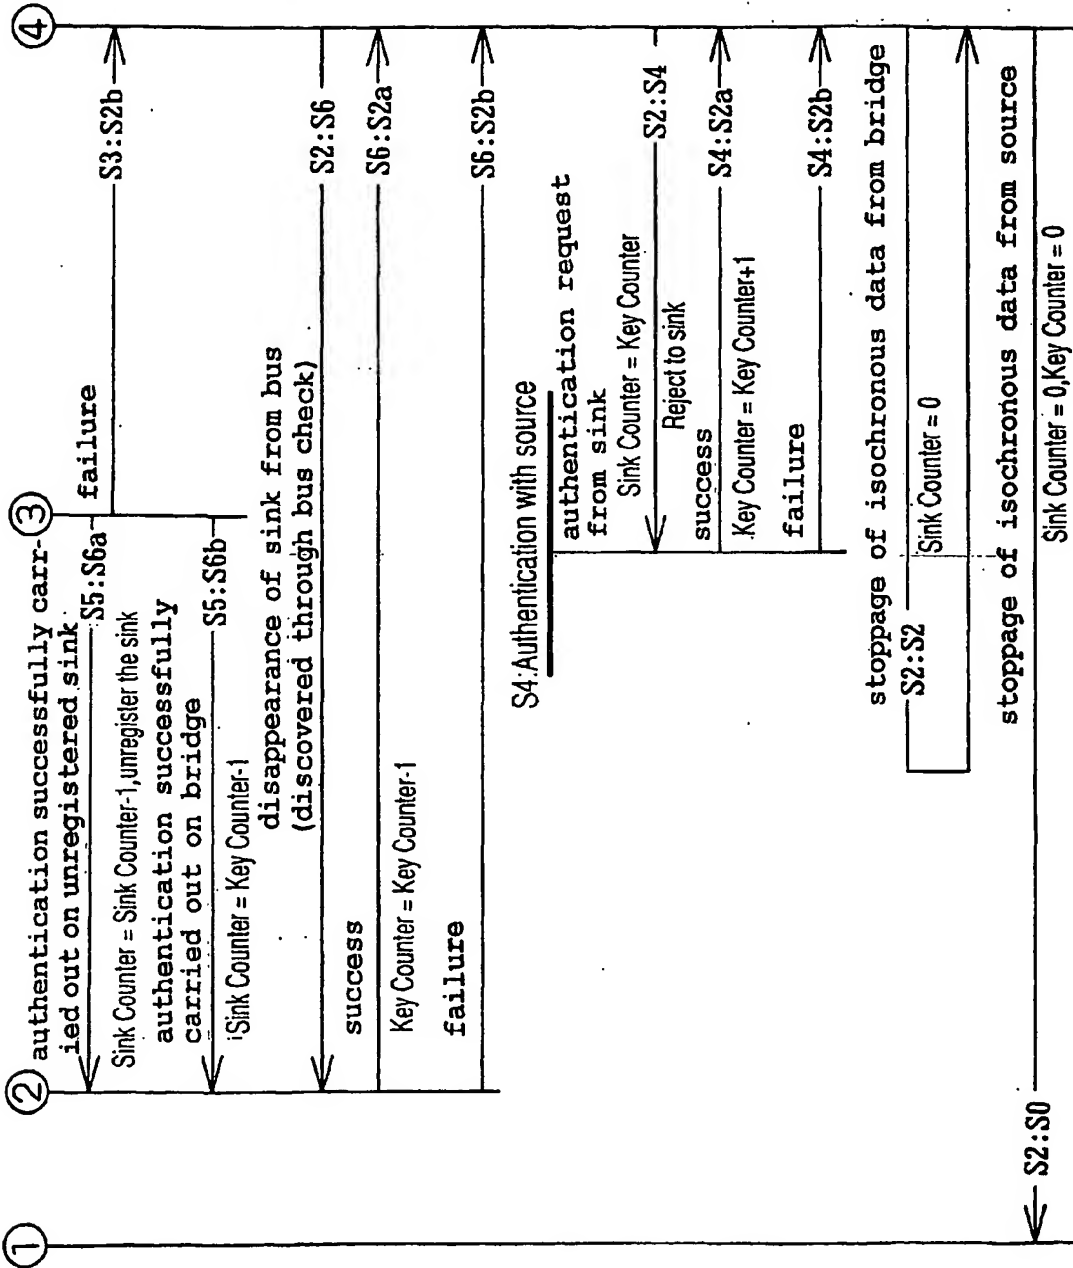 ①
②
③
④
authentication successfully carr-
ied out on unregistered sink
S5:S6a
Sink Counter = Sink Counter-1,unregister the sink
authentication successfully
carried out on bridge
S5:S6b
Sink Counter = Key Counter-1
failure
S3:S2b
disappearance of sink from bus
(discovered through bus check)
S2:S6
success
S6:S2a
Key Counter = Key Counter-1
failure
S6:S2b
S4:Authentication with source
authentication request
from sink
Sink Counter = Key Counter
S2:S4
Reject to sink
success
S4:S2a
Key Counter = Key Counter+1
failure
S4:S2b
stoppage of isochronous data from bridge
S2:S2
Sink Counter = 0
stoppage of isochronous data from source
Sink Counter = 0,Key Counter = 0
S2:S0